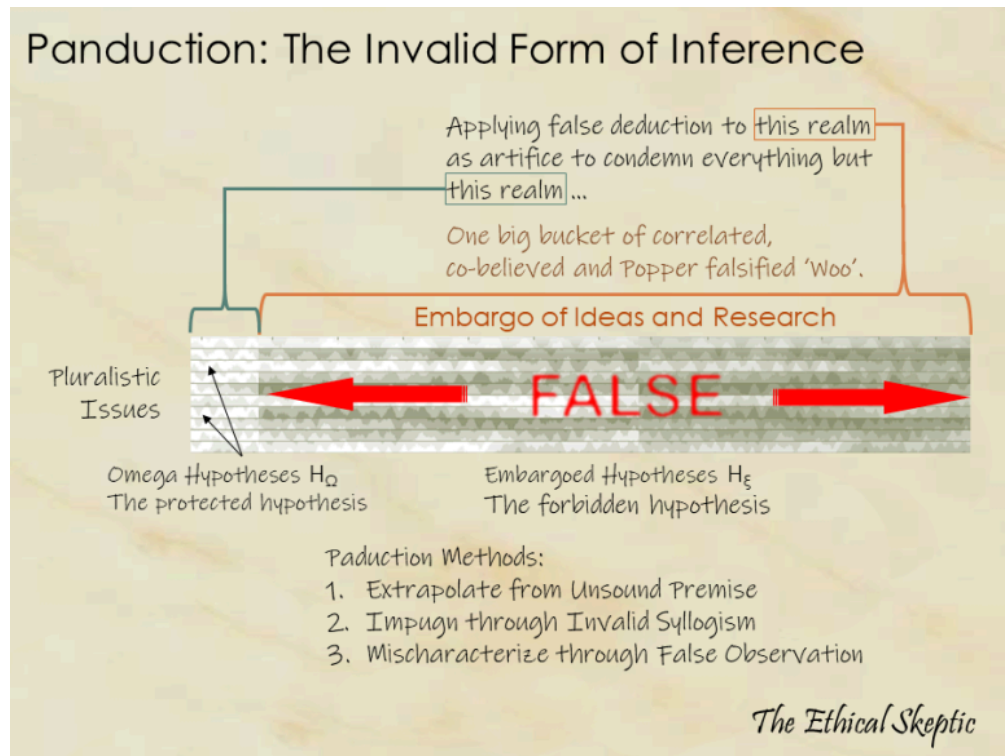 Panduction: The Invalid Form of Inference
Applying false deduction to this realm
as artifice to condemn everything but
this realm ...
One big bucket of correlated,
co-believed and Popper falsified 'Woo'.
Embargo of Ideas and Research
Pluralistic
Issues
FALSE
Omega Hypotheses HΩ
The protected hypothesis
Embargoed Hypotheses Hξ
The forbidden hypothesis
Paduction Methods:
1. Extrapolate from Unsound Premise
2. Impugn through Invalid Syllogism
3. Mischaracterize through False Observation
The Ethical Skeptic